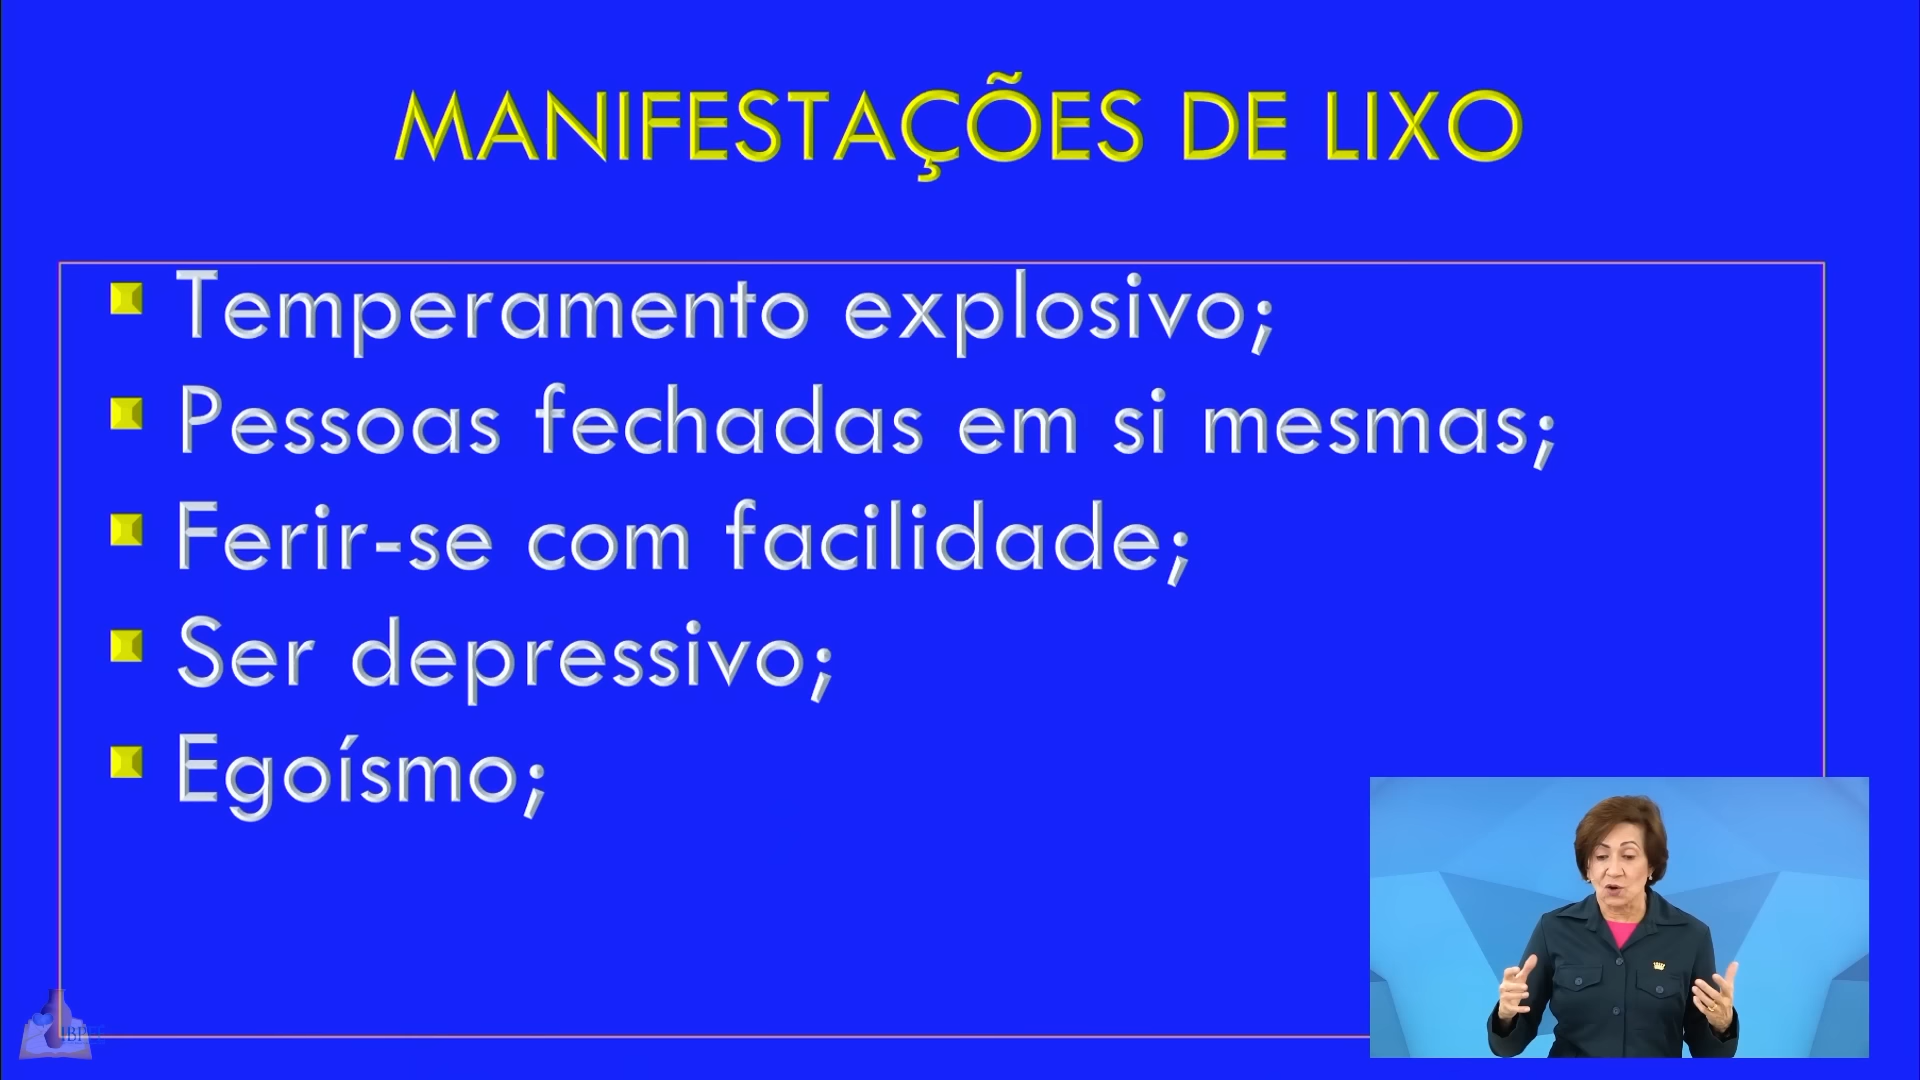 MANIFESTAÇÕES DE LIXO
Temperamento explosivo;
Pessoas fechadas em si mesmas;
Ferir-se com facilidade;
Ser depressivo;
Egoísmo;